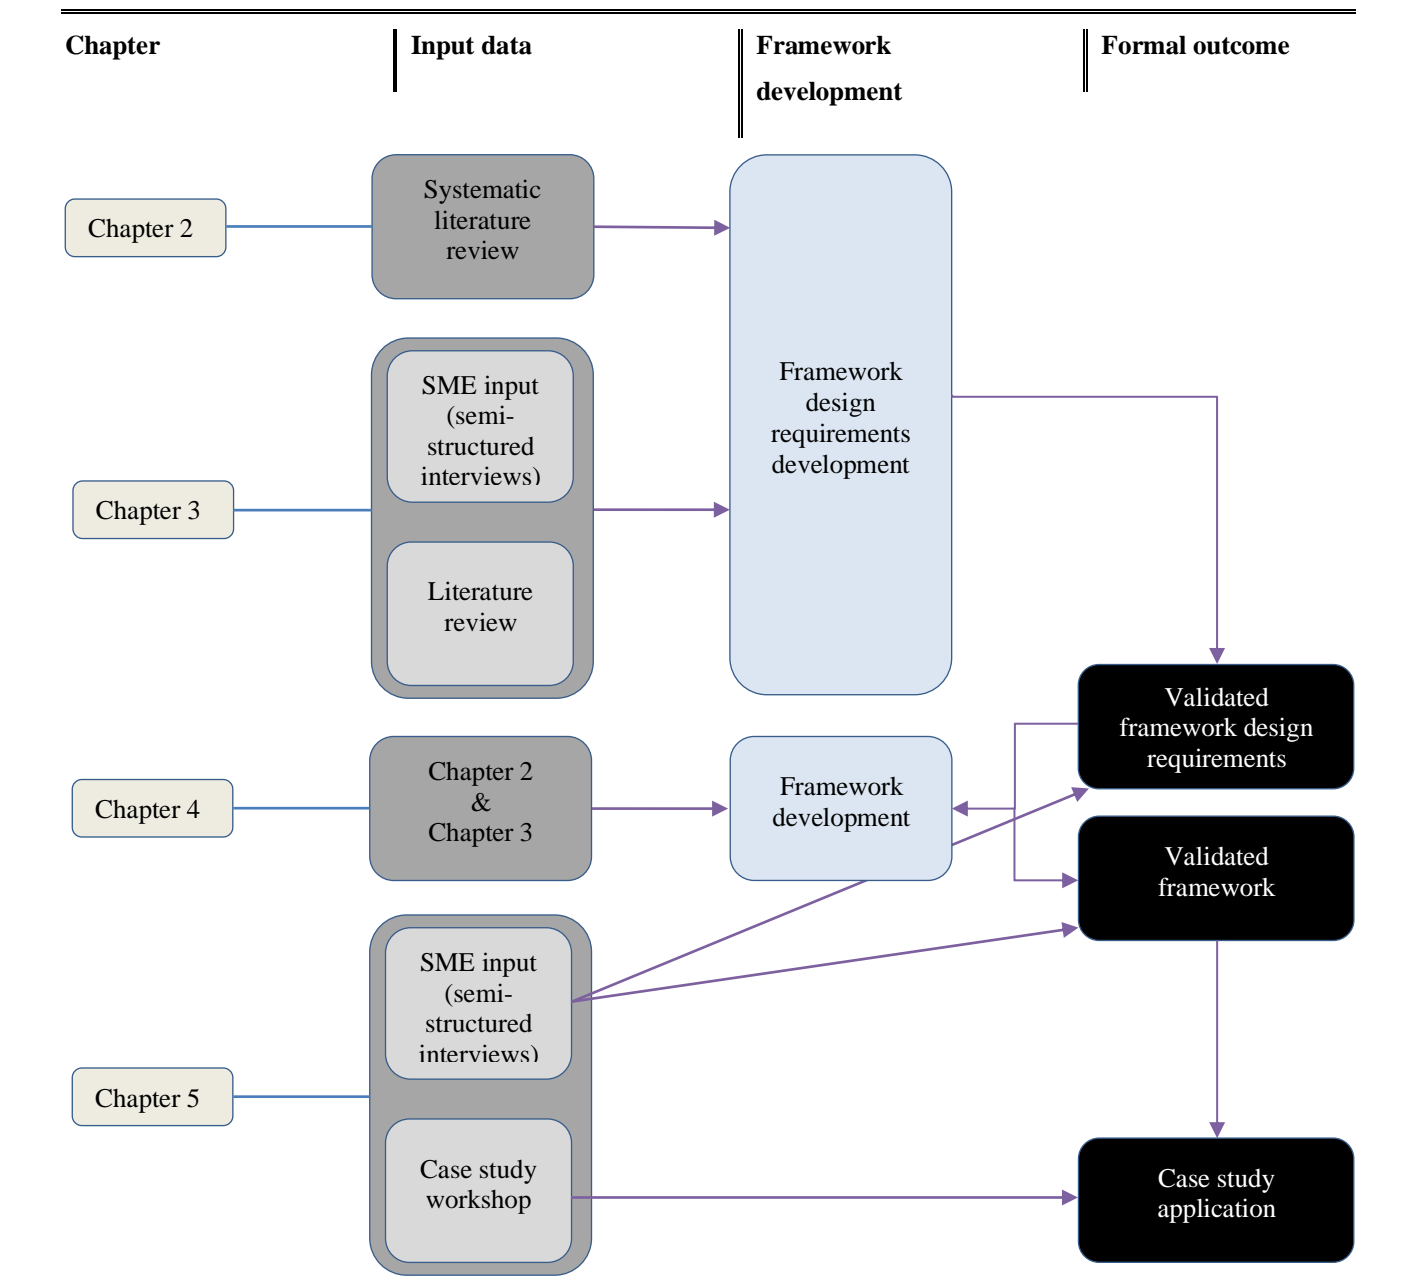 Chapter
Input data
Framework
development
Formal outcome
Chapter 2
Systematic
literature
review
Framework
design
requirements
development
Chapter 3
SME input
(semi-
structured
interviews)
Literature
review
Validated
framework design
requirements
Chapter 4
Chapter 2
&
Chapter 3
Framework
development
Validated
framework
Chapter 5
SME input
(semi-
structured
interviews)
Case study
workshop
Case study
application